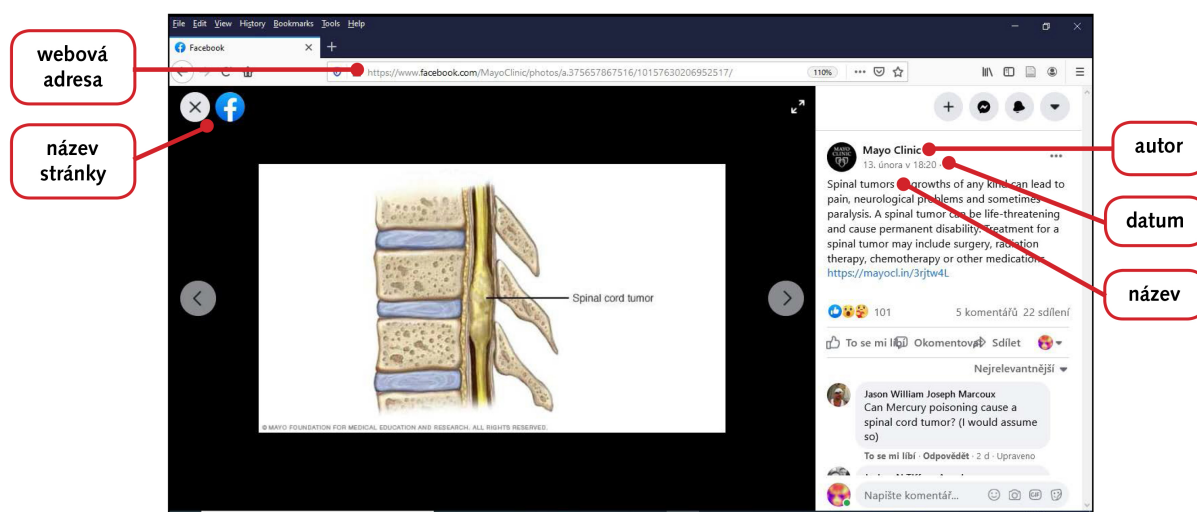 File Edit View History Bookmarks Tools Help
Facebook
https://www.facebook.com/MayoClinic/photos/a.375657867516/10157630206952517/
110%
webová
adresa
název
stránky
autor
datum
název
MAYO
CLINIC
Mayo Clinic
13. února v 18:20 ·
Spinal tumors growths of any kind can lead to
pain, neurological problems and sometimes
paralysis. A spinal tumor can be life-threatening
and cause permanent disability. Treatment for a
spinal tumor may include surgery, radiation
therapy, chemotherapy or other medications.
https://mayocl.in/3rjtw4L
Spinal cord tumor
© MAYO FOUNDATION FOR MEDICAL EDUCATION AND RESEARCH. ALL RIGHTS RESERVED.
101 5 komentářů 22 sdílení
To se mi líbí Okomentovat Sdílet
Nejrelevantnější
Jason William Joseph Marcoux
Can Mercury poisoning cause a
spinal cord tumor? (I would assume
so)
To se mi líbí · Odpovědět · 2 d · Upraveno
Napište komentář...
GIF